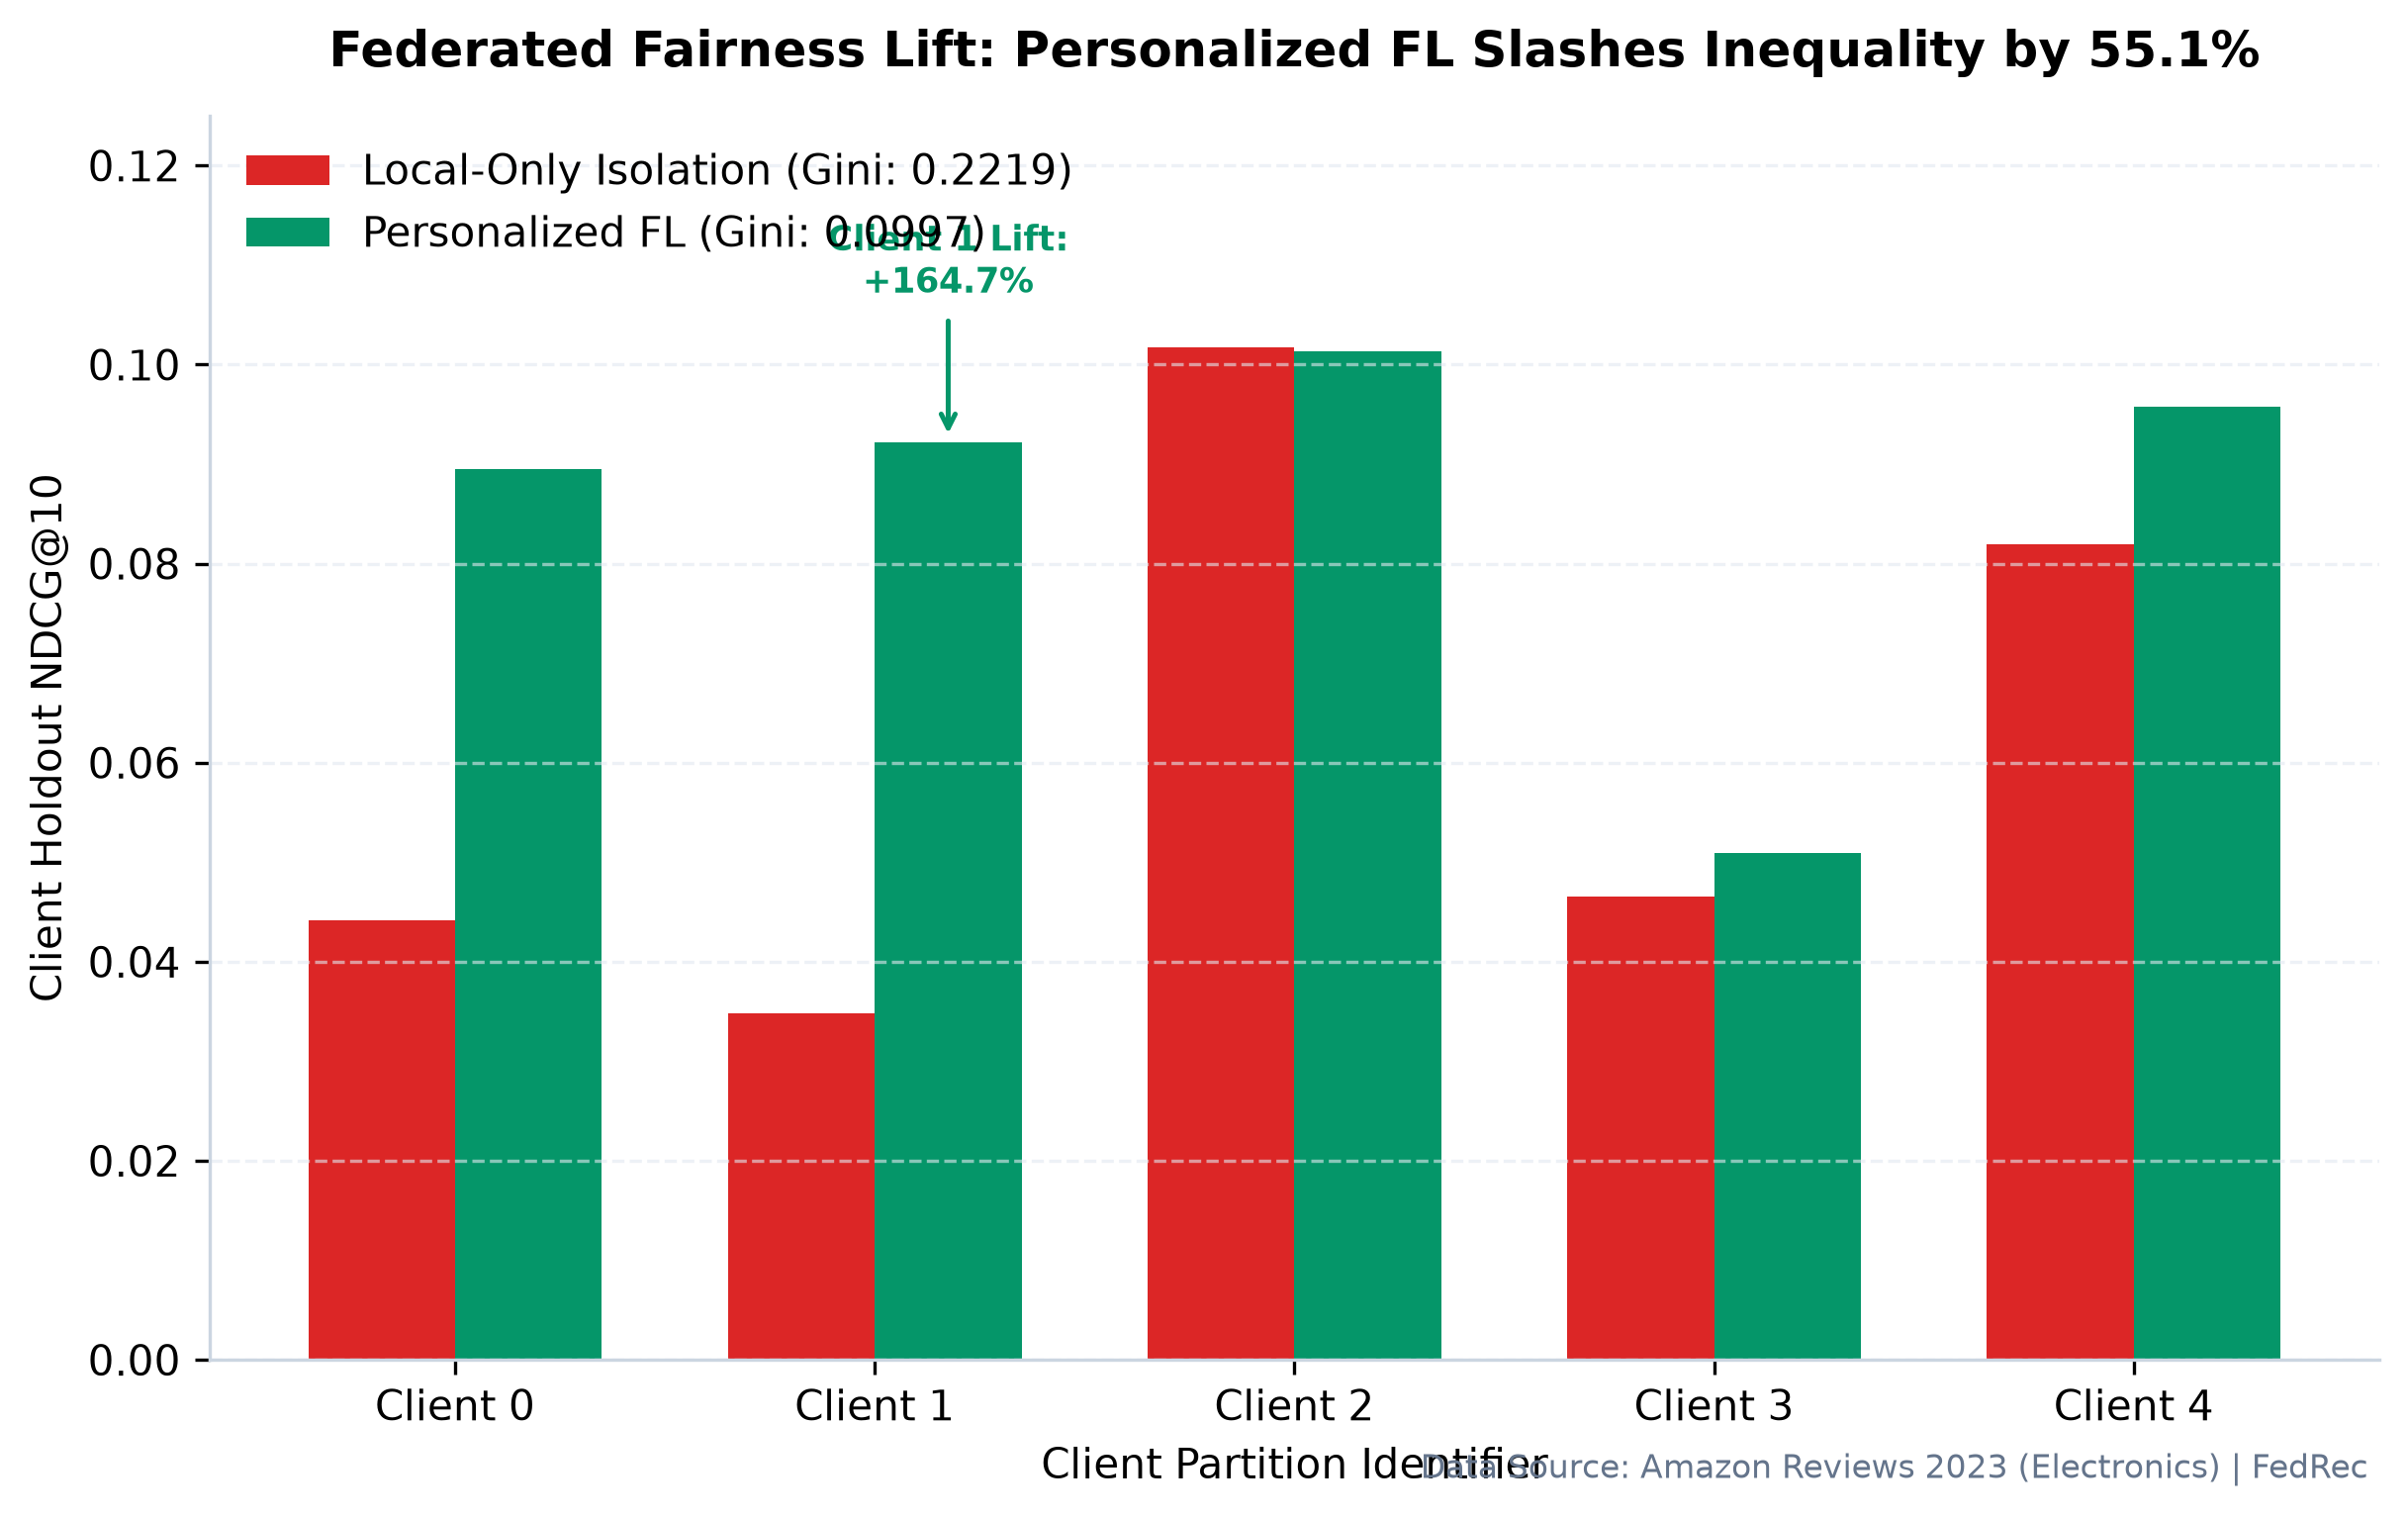 Federated Fairness Lift: Personalized FL Slashes Inequality by 55.1%
Local-Only Isolation (Gini: 0.2219)
Personalized FL (Gini: 0.0997)
Client 1 Lift:
+164.7%
Client Holdout NDCG@10
0.12
0.10
0.08
0.06
0.04
0.02
0.00
Client 0
Client 1
Client 2
Client 3
Client 4
Client Partition Identifier
Data Source: Amazon Reviews 2023 (Electronics) | FedRec